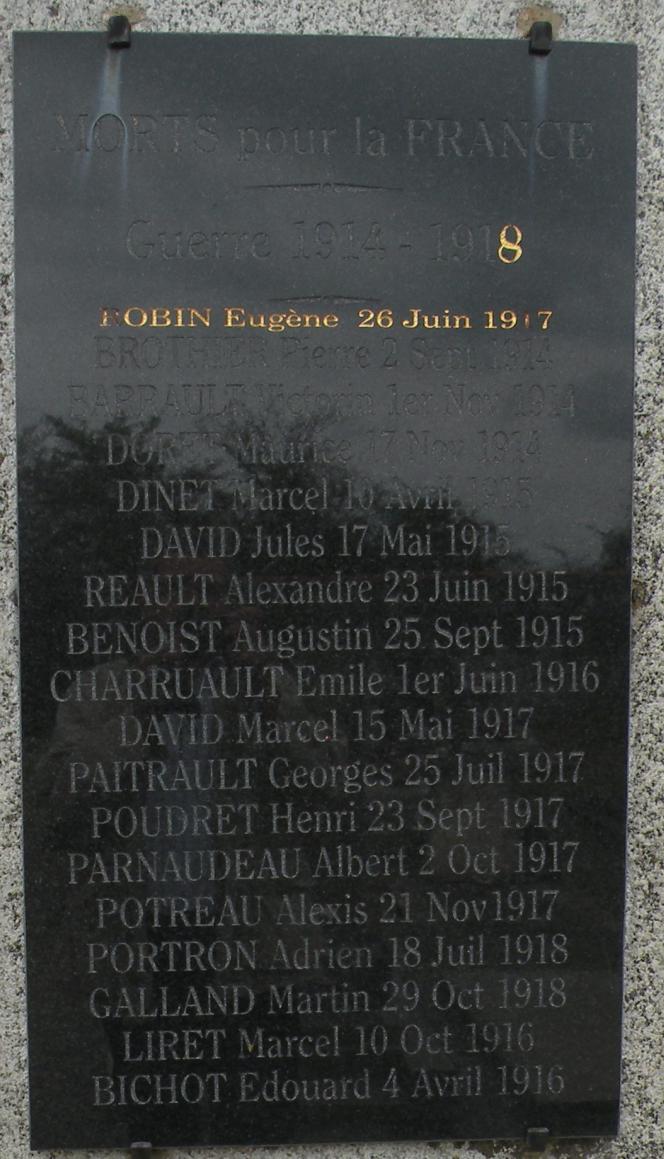 MORTS pour la FRANCE
Guerre 1914 - 1918
ROBIN Eugène 26 Juin 1917
BROTHIER Pierre 2 Sept 1914
BARRAULT Victorin 1er Nov 1914
DORET Maurice 17 Nov 1914
DINET Marcel 10 Avril 1915
DAVID Jules 17 Mai 1915
REAULT Alexandre 23 Juin 1915
BENOIST Augustin 25 Sept 1915
CHARRUAULT Emile 1er Juin 1916
DAVID Marcel 15 Mai 1917
PAITRAULT Georges 25 Juil 1917
POUDRET Henri 23 Sept 1917
PARNAUDEAU Albert 2 Oct 1917
POTREAU Alexis 21 Nov 1917
PORTRON Adrien 18 Juil 1918
GALLAND Martin 29 Oct 1918
LIRET Marcel 10 Oct 1916
BICHOT Edouard 4 Avril 1916